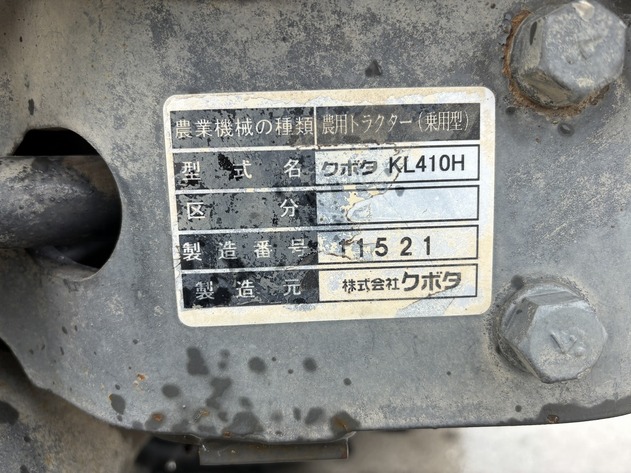 農業機械の種類 農用トラクター(乗用型)
型式名 クボタ KL410H
区分
製造番号 11521
製造元 株式会社クボタ